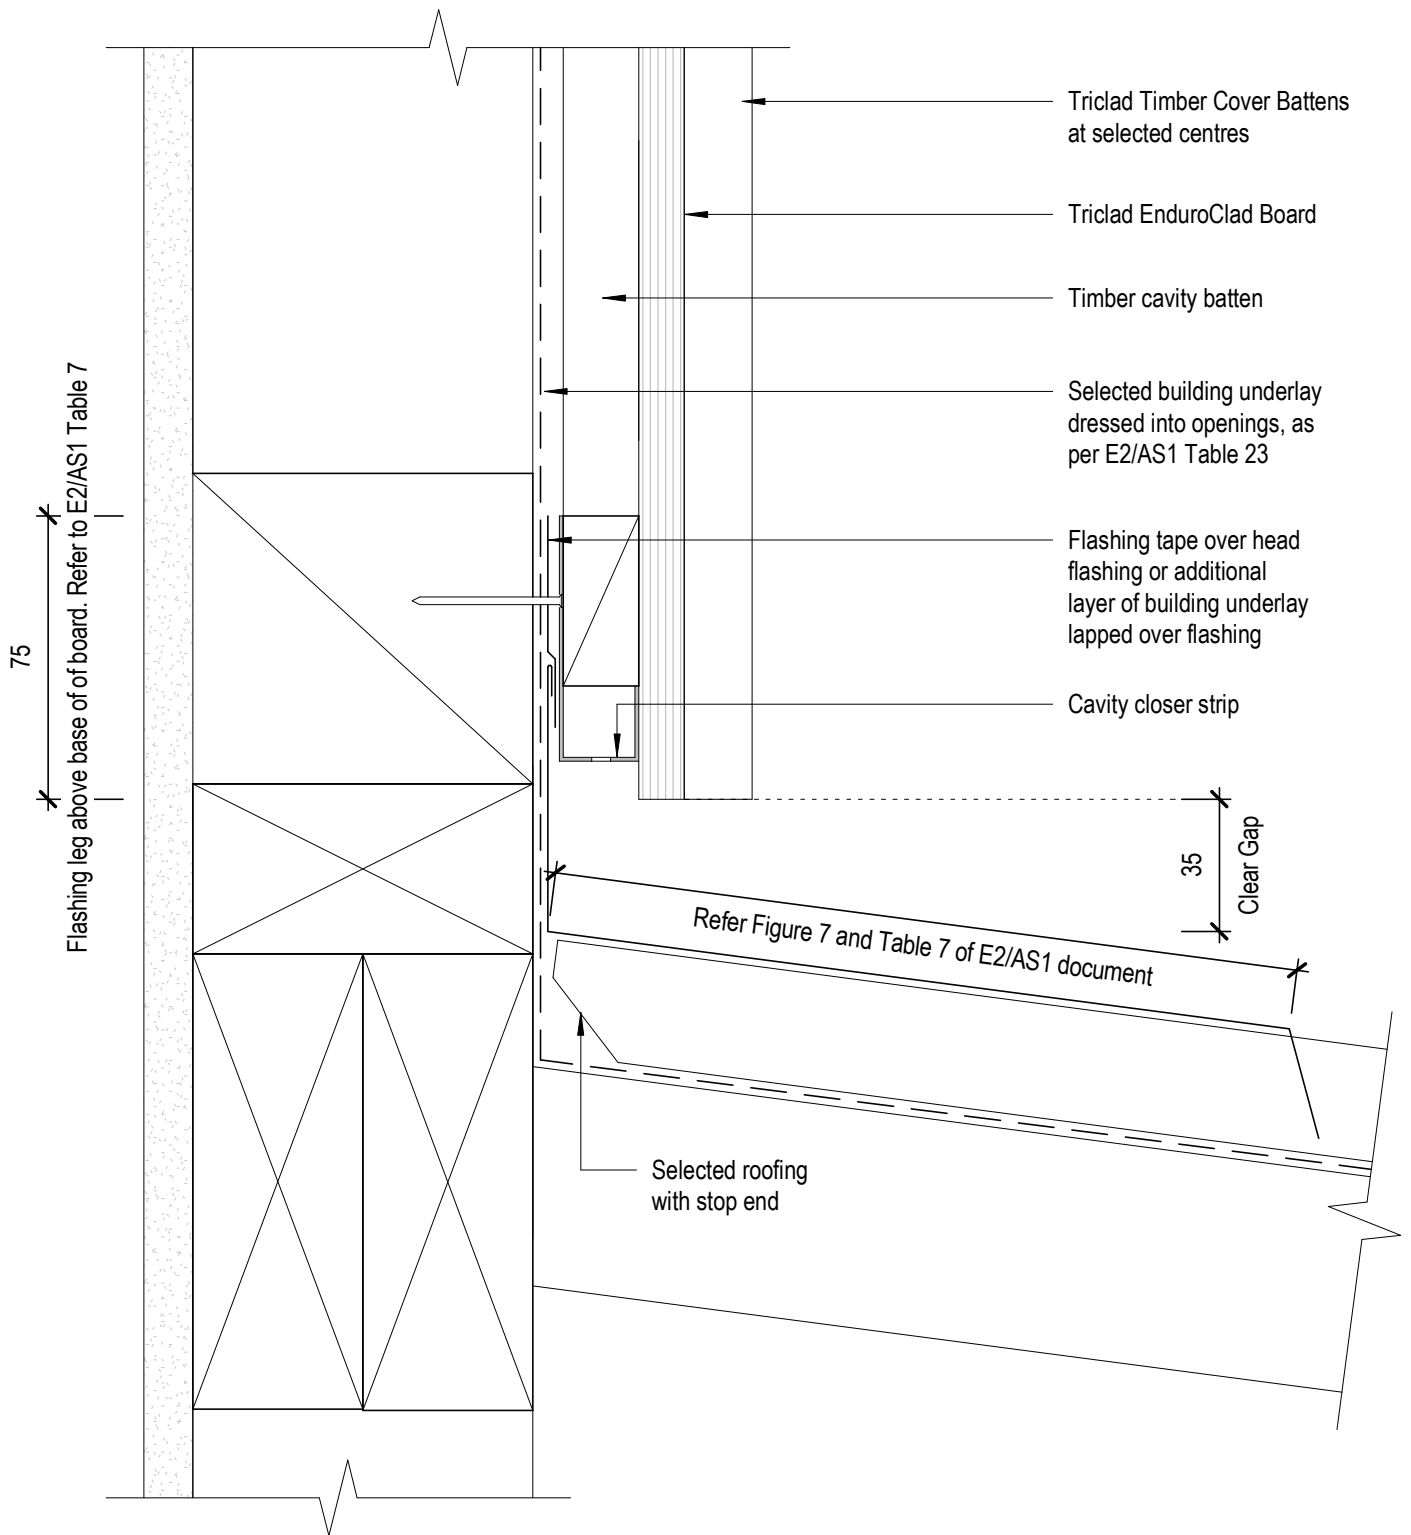 Triclad Timber Cover Battens
at selected centres
Triclad EnduroClad Board
Timber cavity batten
Selected building underlay
dressed into openings, as
per E2/AS1 Table 23
Flashing tape over head
flashing or additional
layer of building underlay
lapped over flashing
Cavity closer strip
75
Flashing leg above base of of board. Refer to E2/AS1 Table 7
35
Clear Gap
Refer Figure 7 and Table 7 of E2/AS1 document
Selected roofing
with stop end